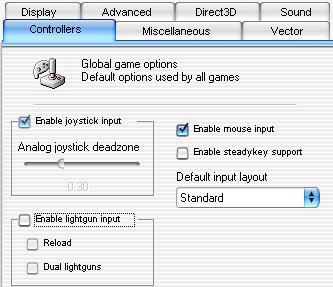 Display Advanced Direct3D Sound
Controllers Miscellaneous Vector
Global game options
Default options used by all games
Enable joystick input
Analog joystick deadzone
0.30
Enable lightgun input
Reload
Dual lightguns
Enable mouse input
Enable steadykey support
Default input layout
Standard